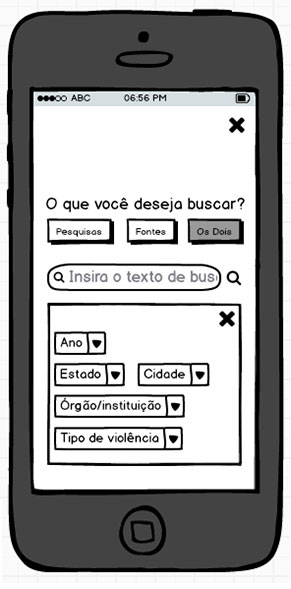 ABC 06:56 PM
O que você deseja buscar?
Pesquisas Fontes Os Dois
Insira o texto de bus
Ano
Estado Cidade
Órgão/instituição
Tipo de violência